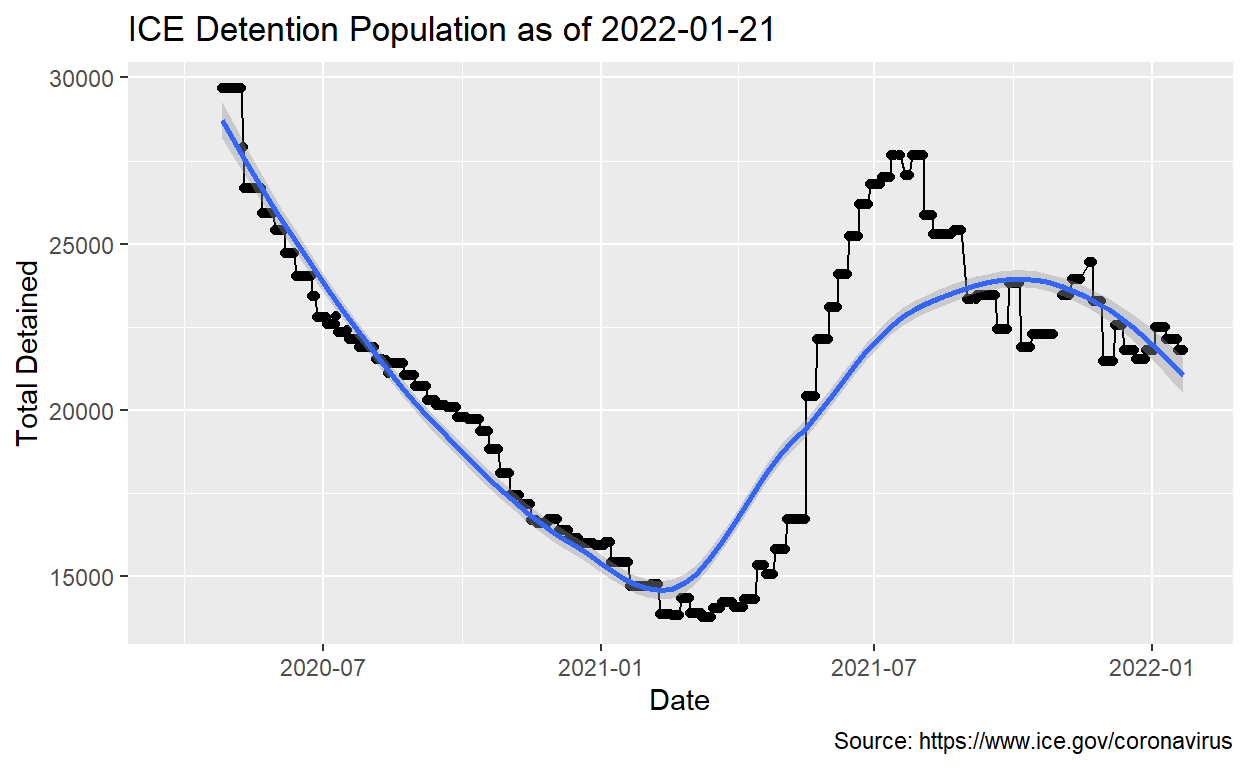 ICE Detention Population as of 2022-01-21
30000
25000
20000
15000
Total Detained
2020-07
2021-01
2021-07
2022-01
Date
Source: https://www.ice.gov/coronavirus